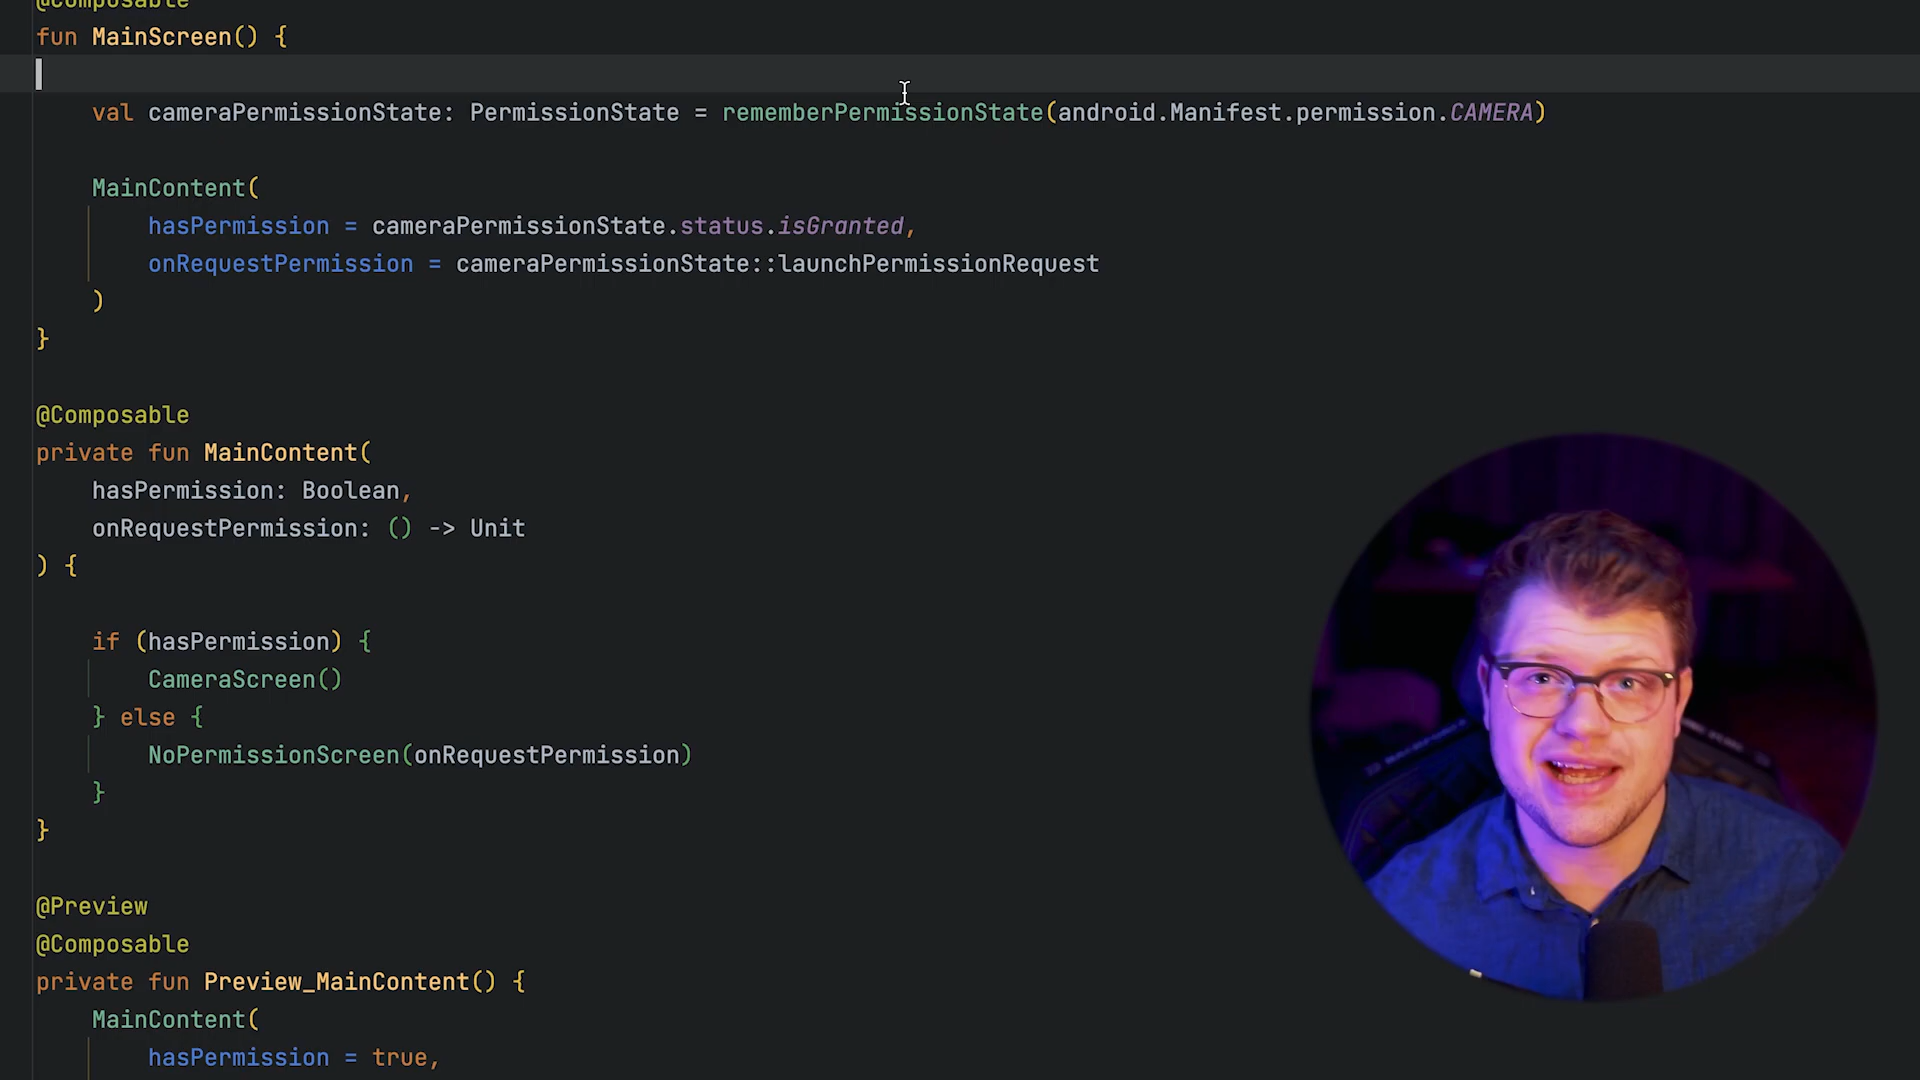 @Composable
fun MainScreen() {
val cameraPermissionState: PermissionState = rememberPermissionState(android.Manifest.permission.CAMERA)
MainContent(
hasPermission = cameraPermissionState.status.isGranted,
onRequestPermission = cameraPermissionState::launchPermissionRequest
)
}
@Composable
private fun MainContent(
hasPermission: Boolean,
onRequestPermission: () -> Unit
) {
if (hasPermission) {
CameraScreen()
} else {
NoPermissionScreen(onRequestPermission)
}
}
@Preview
@Composable
private fun Preview_MainContent() {
MainContent(
hasPermission = true,